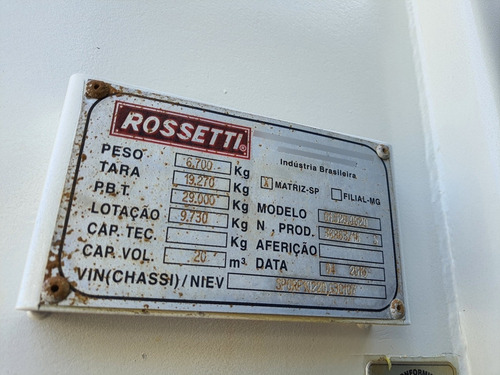 ROSSETTI®
Indústria Brasileira
PESO 6.700 Kg
TARA 19.270 Kg X MATRIZ-SP FILIAL-MG
P.B.T. 29.000 Kg MODELO
LOTAÇÃO 9.730 Kg N PROD.
CAP. TEC. Kg AFERIÇÃO
CAP. VOL. 20 m³ DATA
VIN(CHASSI)/NIEV